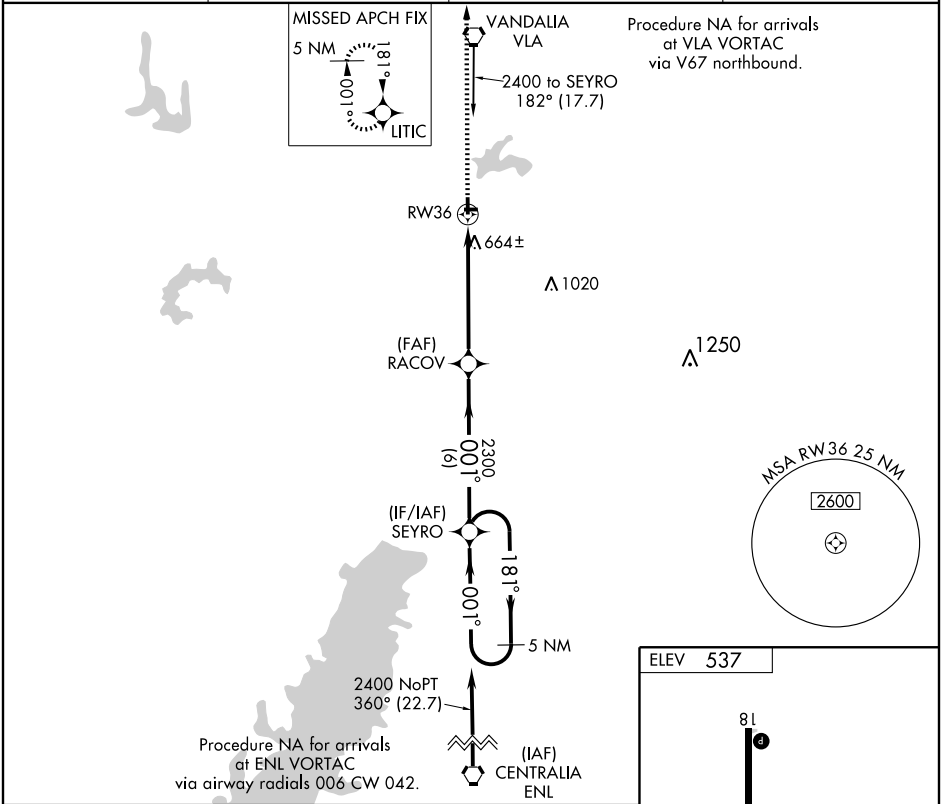 MISSED APCH FIX
5 NM
181°
001°
LITIC
VANDALIA
VLA
2400 to SEYRO
182° (17.7)
Procedure NA for arrivals
at VLA VORTAC
via V67 northbound.
RW36
664±
1020
1250
(FAF)
RACOV
2300
001°
(6)
MSA RW36 25 NM
2600
(IF/IAF)
SEYRO
181°
001°
5 NM
2400 NoPT
360° (22.7)
(IAF)
CENTRALIA
ENL
Procedure NA for arrivals
at ENL VORTAC
via airway radials 006 CW 042.
ELEV 537
18
P